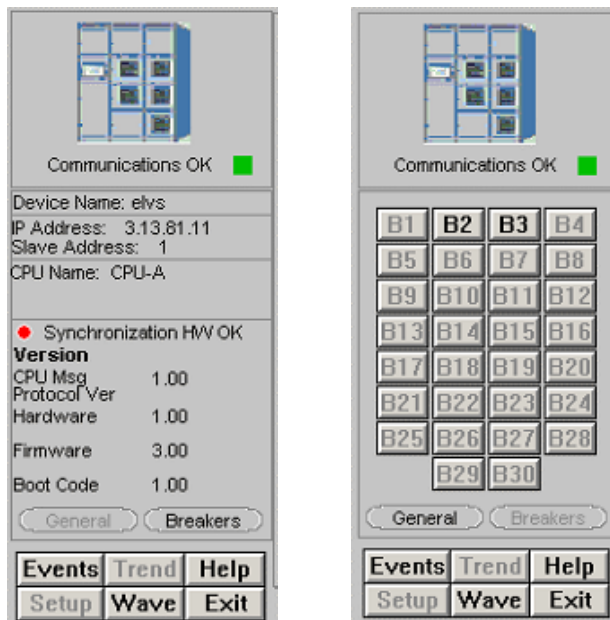 Communications OK
Device Name: elvs
IP Address: 3.13.81.11
Slave Address: 1
CPU Name: CPU-A
Synchronization HW OK
Version
CPU Msg
Protocol Ver 1.00
Hardware 1.00
Firmware 3.00
Boot Code 1.00
General Breakers
Events Trend Help
Setup Wave Exit
Communications OK
B1 B2 B3 B4
B5 B6 B7 B8
B9 B10 B11 B12
B13 B14 B15 B16
B17 B18 B19 B20
B21 B22 B23 B24
B25 B26 B27 B28
B29 B30
General Breakers
Events Trend Help
Setup Wave Exit